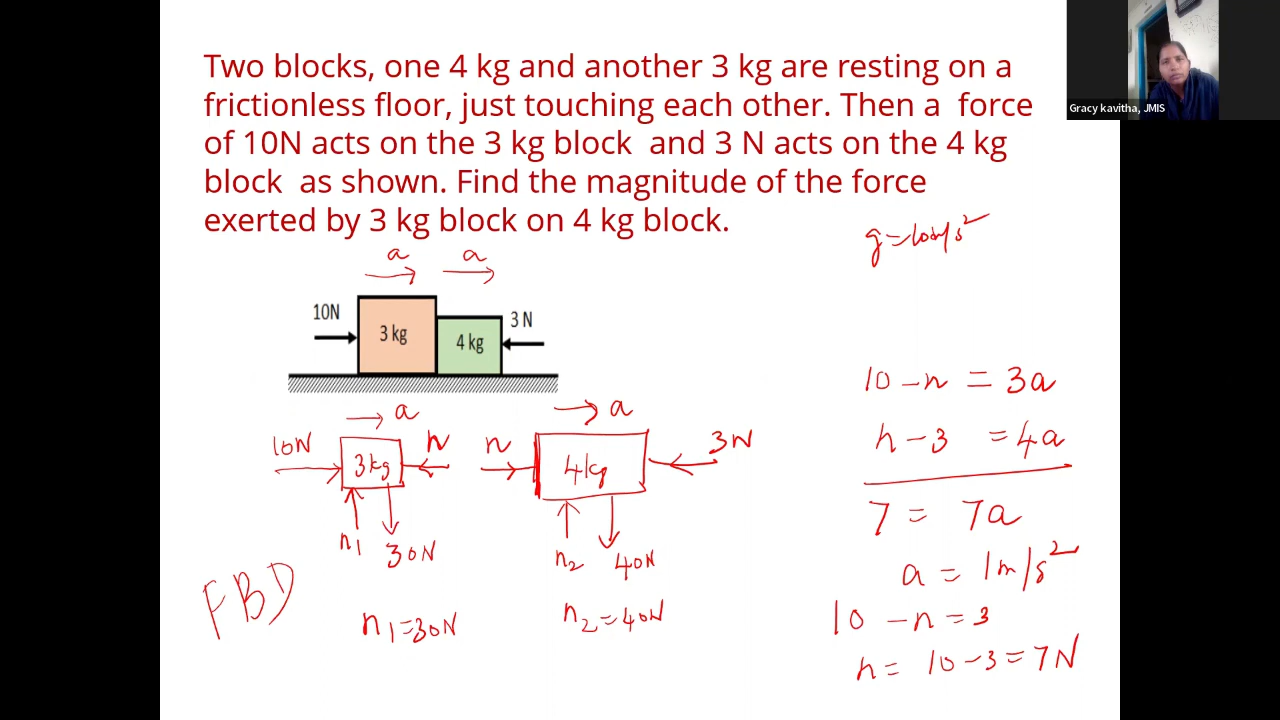 Gracy kavitha, JMIS
Two blocks, one 4 kg and another 3 kg are resting on a
frictionless floor, just touching each other. Then a force
of 10N acts on the 3 kg block and 3 N acts on the 4 kg
block as shown. Find the magnitude of the force
exerted by 3 kg block on 4 kg block.
g=10m/s²
a a
10N 3 kg 4 kg 3 N
a a
10N 3kg n n 4kg 3N
n₁ 30N n₂ 40N
FBD
n₁=30N n₂=40N
10 - n = 3a
n - 3 = 4a
7 = 7a
a = 1m/s²
10 - n = 3
n = 10 - 3 = 7N